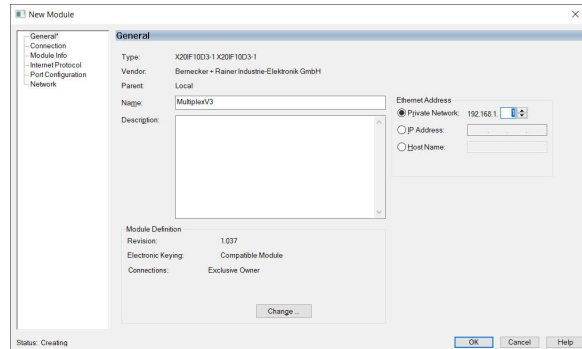 New Module
General*
Connection
Module Info
Internet Protocol
Port Configuration
Network
General
Type: X20IF10D3-1 X20IF10D3-1
Vendor: Bernecker + Rainer Industrie-Elektronik GmbH
Parent: Local
Name: MultiplexV3
Description:
Ethernet Address
Private Network: 192.168.1. 1
IP Address:
Host Name:
Module Definition
Revision: 1.037
Electronic Keying: Compatible Module
Connections: Exclusive Owner
Change ...
Status: Creating
OK Cancel Help